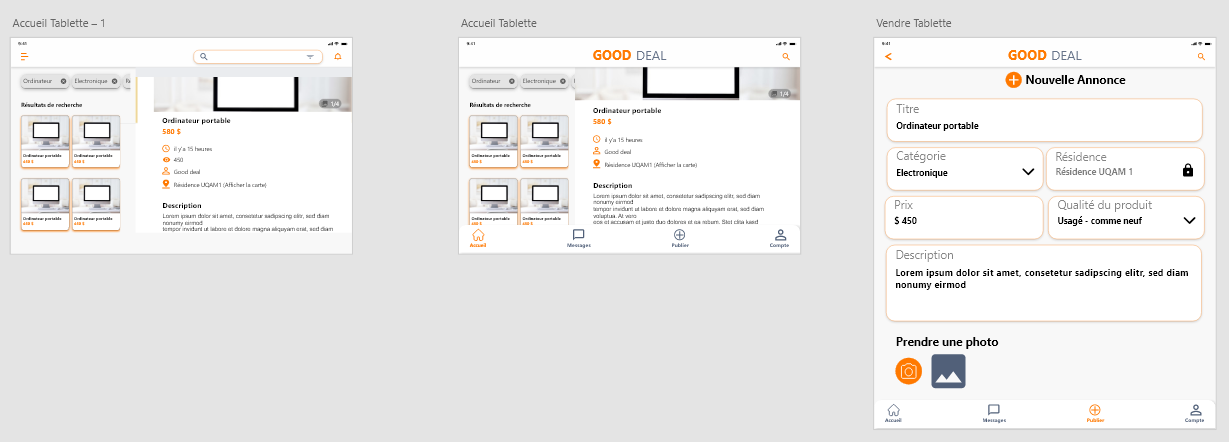 Accueil Tablette – 1
9:41
Ordinateur
Electronique
Résultats de recherche
Ordinateur portable
450 $
Ordinateur portable
450 $
Ordinateur portable
450 $
Ordinateur portable
450 $
1/4
Ordinateur portable
580 $
il y'a 15 heures
450
Good deal
Résidence UQAM1 (Afficher la carte)
Description
Lorem ipsum dolor sit amet, consetetur sadipscing elitr, sed diam
nonumy eirmod
tempor invidunt ut labore et dolore magna aliquyam erat, sed diam
Accueil Tablette
9:41
GOOD DEAL
Ordinateur
Electronique
Résultats de recherche
Ordinateur portable
450 $
Ordinateur portable
450 $
Ordinateur portable
450 $
Ordinateur portable
450 $
1/4
Ordinateur portable
580 $
il y'a 15 heures
Good deal
Résidence UQAM1 (Afficher la carte)
Description
Lorem ipsum dolor sit amet, consetetur sadipscing elitr, sed diam
nonumy eirmod
tempor invidunt ut labore et dolore magna aliquyam erat, sed diam
voluptua. At vero
eos et accusam et justo duo dolores et ea rebum. Stet clita kasd
Accueil
Messages
Publier
Compte
Vendre Tablette
9:41
GOOD DEAL
Nouvelle Annonce
Titre
Ordinateur portable
Catégorie
Electronique
Résidence
Résidence UQAM 1
Prix
$ 450
Qualité du produit
Usagé - comme neuf
Description
Lorem ipsum dolor sit amet, consetetur sadipscing elitr, sed diam
nonumy eirmod
Prendre une photo
Accueil
Messages
Publier
Compte